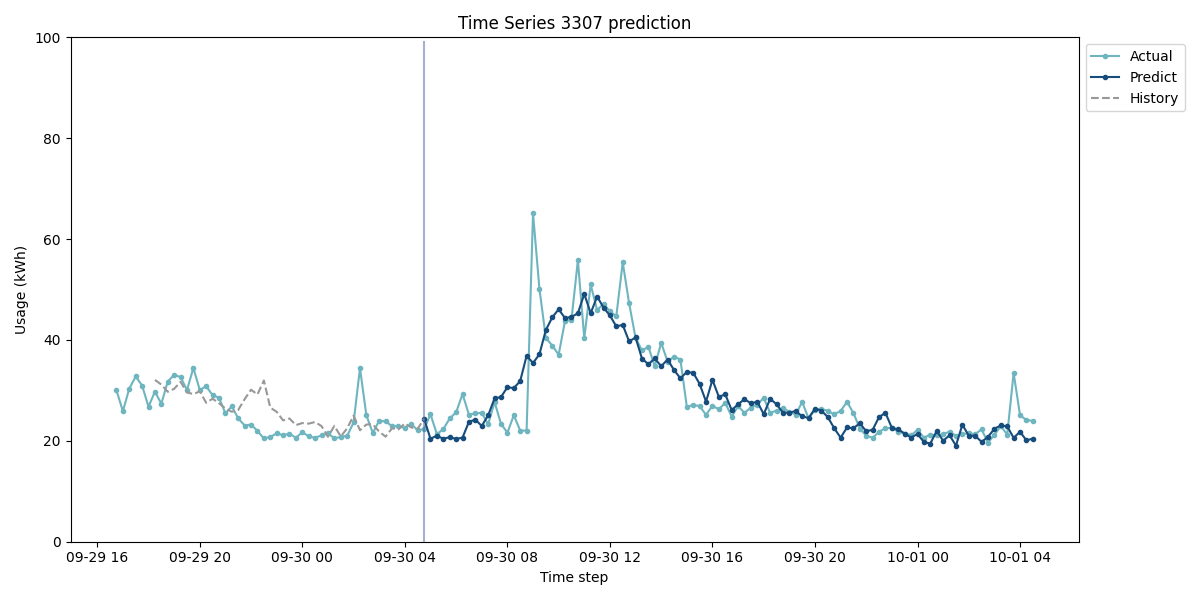 Time Series 3307 prediction
100
80
60
40
20
0
Usage (kWh)
09-29 16
09-29 20
09-30 00
09-30 04
09-30 08
09-30 12
09-30 16
09-30 20
10-01 00
10-01 04
Time step
Actual
Predict
History